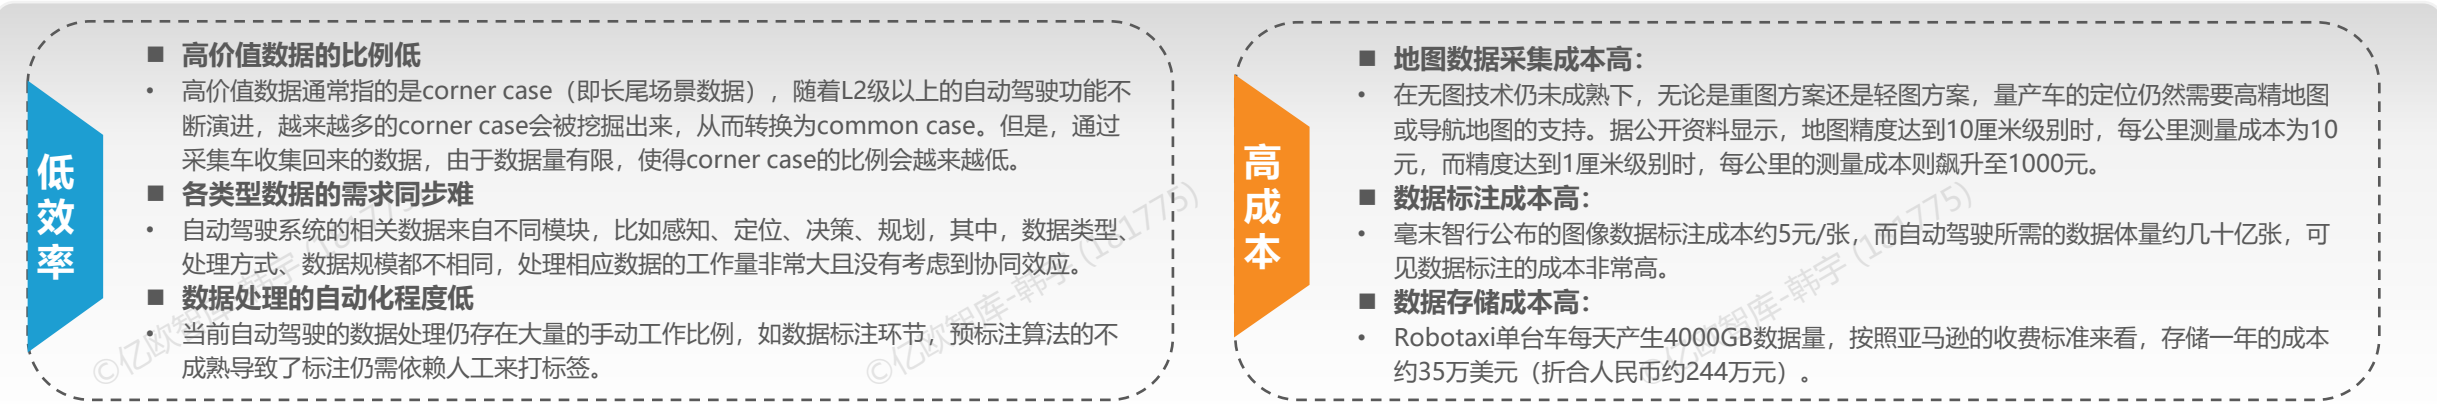 低效率
■ 高价值数据的比例低
• 高价值数据通常指的是corner case（即长尾场景数据），随着L2级以上的自动驾驶功能不
断演进，越来越多的corner case会被挖掘出来，从而转换为common case。但是，通过
采集车收集回来的数据，由于数据量有限，使得corner case的比例会越来越低。
■ 各类型数据的需求同步难
• 自动驾驶系统的相关数据来自不同模块，比如感知、定位、决策、规划，其中，数据类型、
处理方式、数据规模都不相同，处理相应数据的工作量非常大且没有考虑到协同效应。
■ 数据处理的自动化程度低
• 当前自动驾驶的数据处理仍存在大量的手动工作比例，如数据标注环节，预标注算法的不
成熟导致了标注仍需依赖人工来打标签。
高成本
■ 地图数据采集成本高：
• 在无图技术仍未成熟下，无论是重图方案还是轻图方案，量产车的定位仍然需要高精地图
或导航地图的支持。据公开资料显示，地图精度达到10厘米级别时，每公里测量成本为10
元，而精度达到1厘米级别时，每公里的测量成本则飙升至1000元。
■ 数据标注成本高：
• 毫末智行公布的图像数据标注成本约5元/张，而自动驾驶所需的数据体量约几十亿张，可
见数据标注的成本非常高。
■ 数据存储成本高：
• Robotaxi单台车每天产生4000GB数据量，按照亚马逊的收费标准来看，存储一年的成本
约35万美元（折合人民币约244万元）。
©亿欧智库-韩宇 (181775)
©亿欧智库-韩宇 (181775)
©亿欧智库-韩宇 (181775)